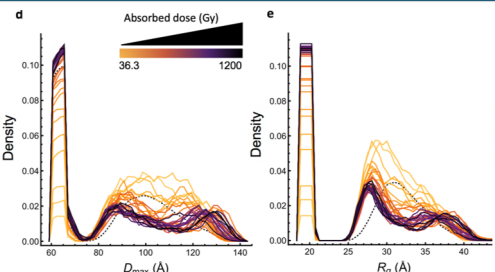 d
Absorbed dose (Gy)
36.3 1200
Density
0.10
0.08
0.06
0.04
0.02
0.00
60 80 100 120 140
Dmax (Å)
e
Density
0.10
0.08
0.06
0.04
0.02
0.00
20 25 30 35 40
Rg (Å)